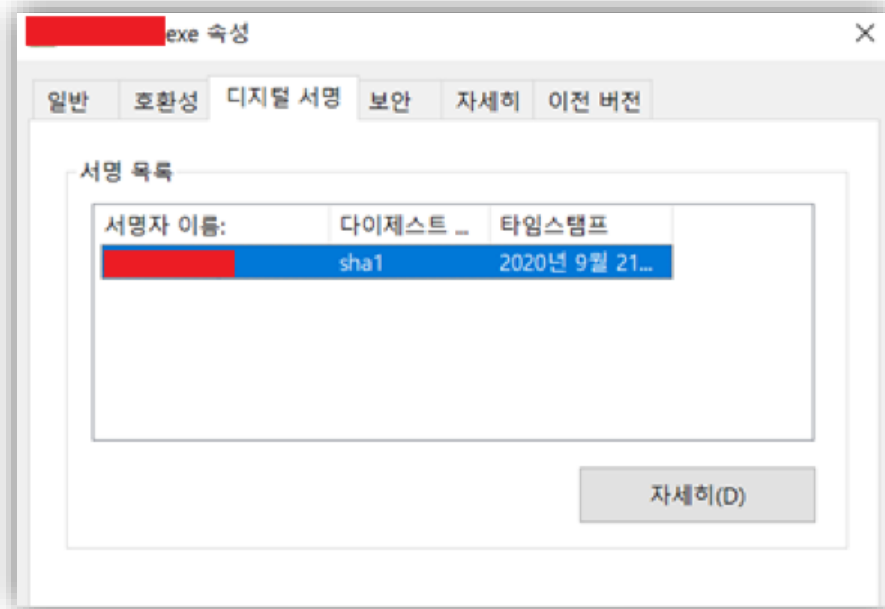 exe 속성
일반 호환성 디지털 서명 보안 자세히 이전 버전
서명 목록
서명자 이름: 다이제스트 ... 타임스탬프
sha1 2020년 9월 21...
자세히(D)